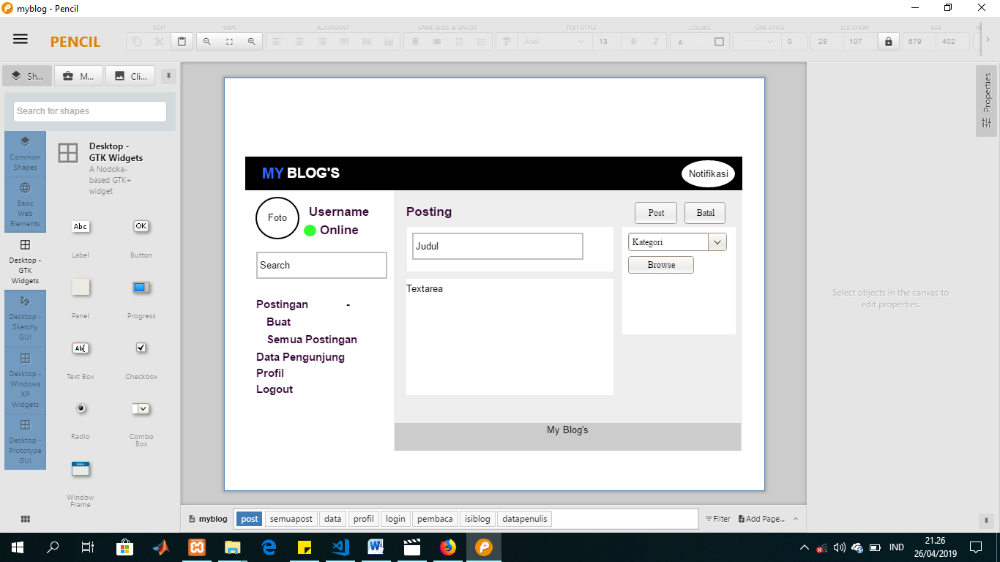 myblog - Pencil
PENCIL
EDIT
100%
ALIGNMENT
SAME SIZES & SPACES
TEXT STYLE
Arial
13
B
I
COLORS
A
LINE STYLE
0
LOCATION
28
107
SIZE
679
402
Sh...
M...
Cli...
Search for shapes
Common
Shapes
Basic
Web
Elements
Desktop -
GTK
Widgets
Desktop -
Sketchy
GUI
Desktop -
Windows
XP
Widgets
Desktop -
Prototype
GUI
Desktop -
GTK Widgets
A Nodoka-
based GTK+
widget
Abc
OK
Label
Button
Panel
Progress
Abc
Text Box
Checkbox
Radio
Combo
Box
Window
Frame
MY BLOG'S
Notifikasi
Foto
Username
Online
Search
Postingan -
Buat
Semua Postingan
Data Pengunjung
Profil
Logout
Posting
Post
Batal
Judul
Kategori
Browse
Textarea
My Blog's
Properties
Select objects in the canvas to
edit properties.
myblog
post
semuapost
data
profil
login
pembaca
isiblog
datapenulis
Filter
Add Page...
IND
21.26
26/04/2019